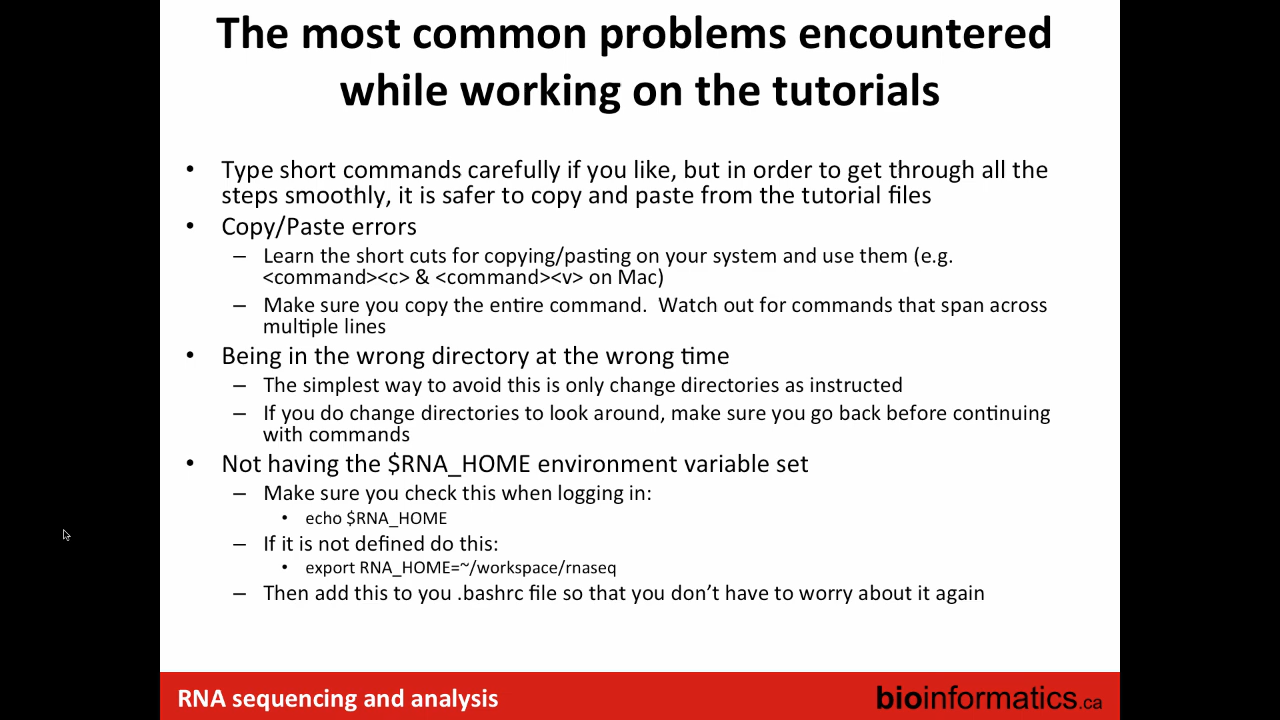 The most common problems encountered
while working on the tutorials
• Type short commands carefully if you like, but in order to get through all the
steps smoothly, it is safer to copy and paste from the tutorial files
• Copy/Paste errors
– Learn the short cuts for copying/pasting on your system and use them (e.g.
<command><c> & <command><v> on Mac)
– Make sure you copy the entire command.  Watch out for commands that span across
multiple lines
• Being in the wrong directory at the wrong time
– The simplest way to avoid this is only change directories as instructed
– If you do change directories to look around, make sure you go back before continuing
with commands
• Not having the $RNA_HOME environment variable set
– Make sure you check this when logging in:
• echo $RNA_HOME
– If it is not defined do this:
• export RNA_HOME=~/workspace/rnaseq
– Then add this to you .bashrc file so that you don’t have to worry about it again
RNA sequencing and analysis
bioinformatics.ca